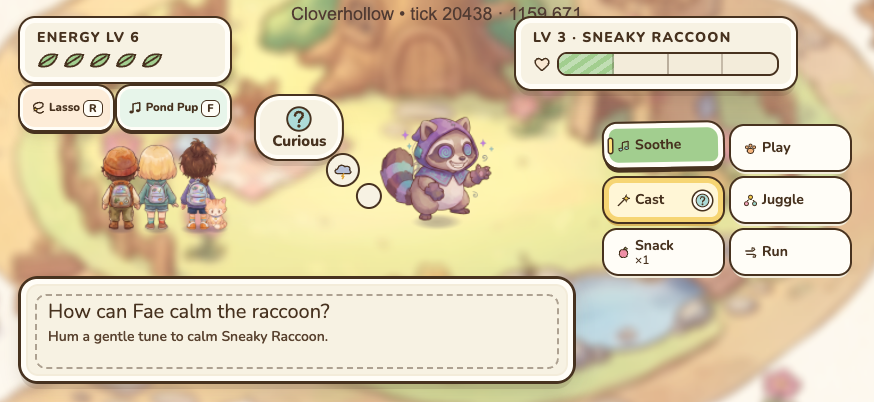 Cloverhollow • tick 20438 · 1159,671
ENERGY LV 6
Lasso R
Pond Pup F
LV 3 · SNEAKY RACCOON
? Curious
Soothe
Play
Cast ?
Juggle
Snack
×1
Run
How can Fae calm the raccoon?
Hum a gentle tune to calm Sneaky Raccoon.